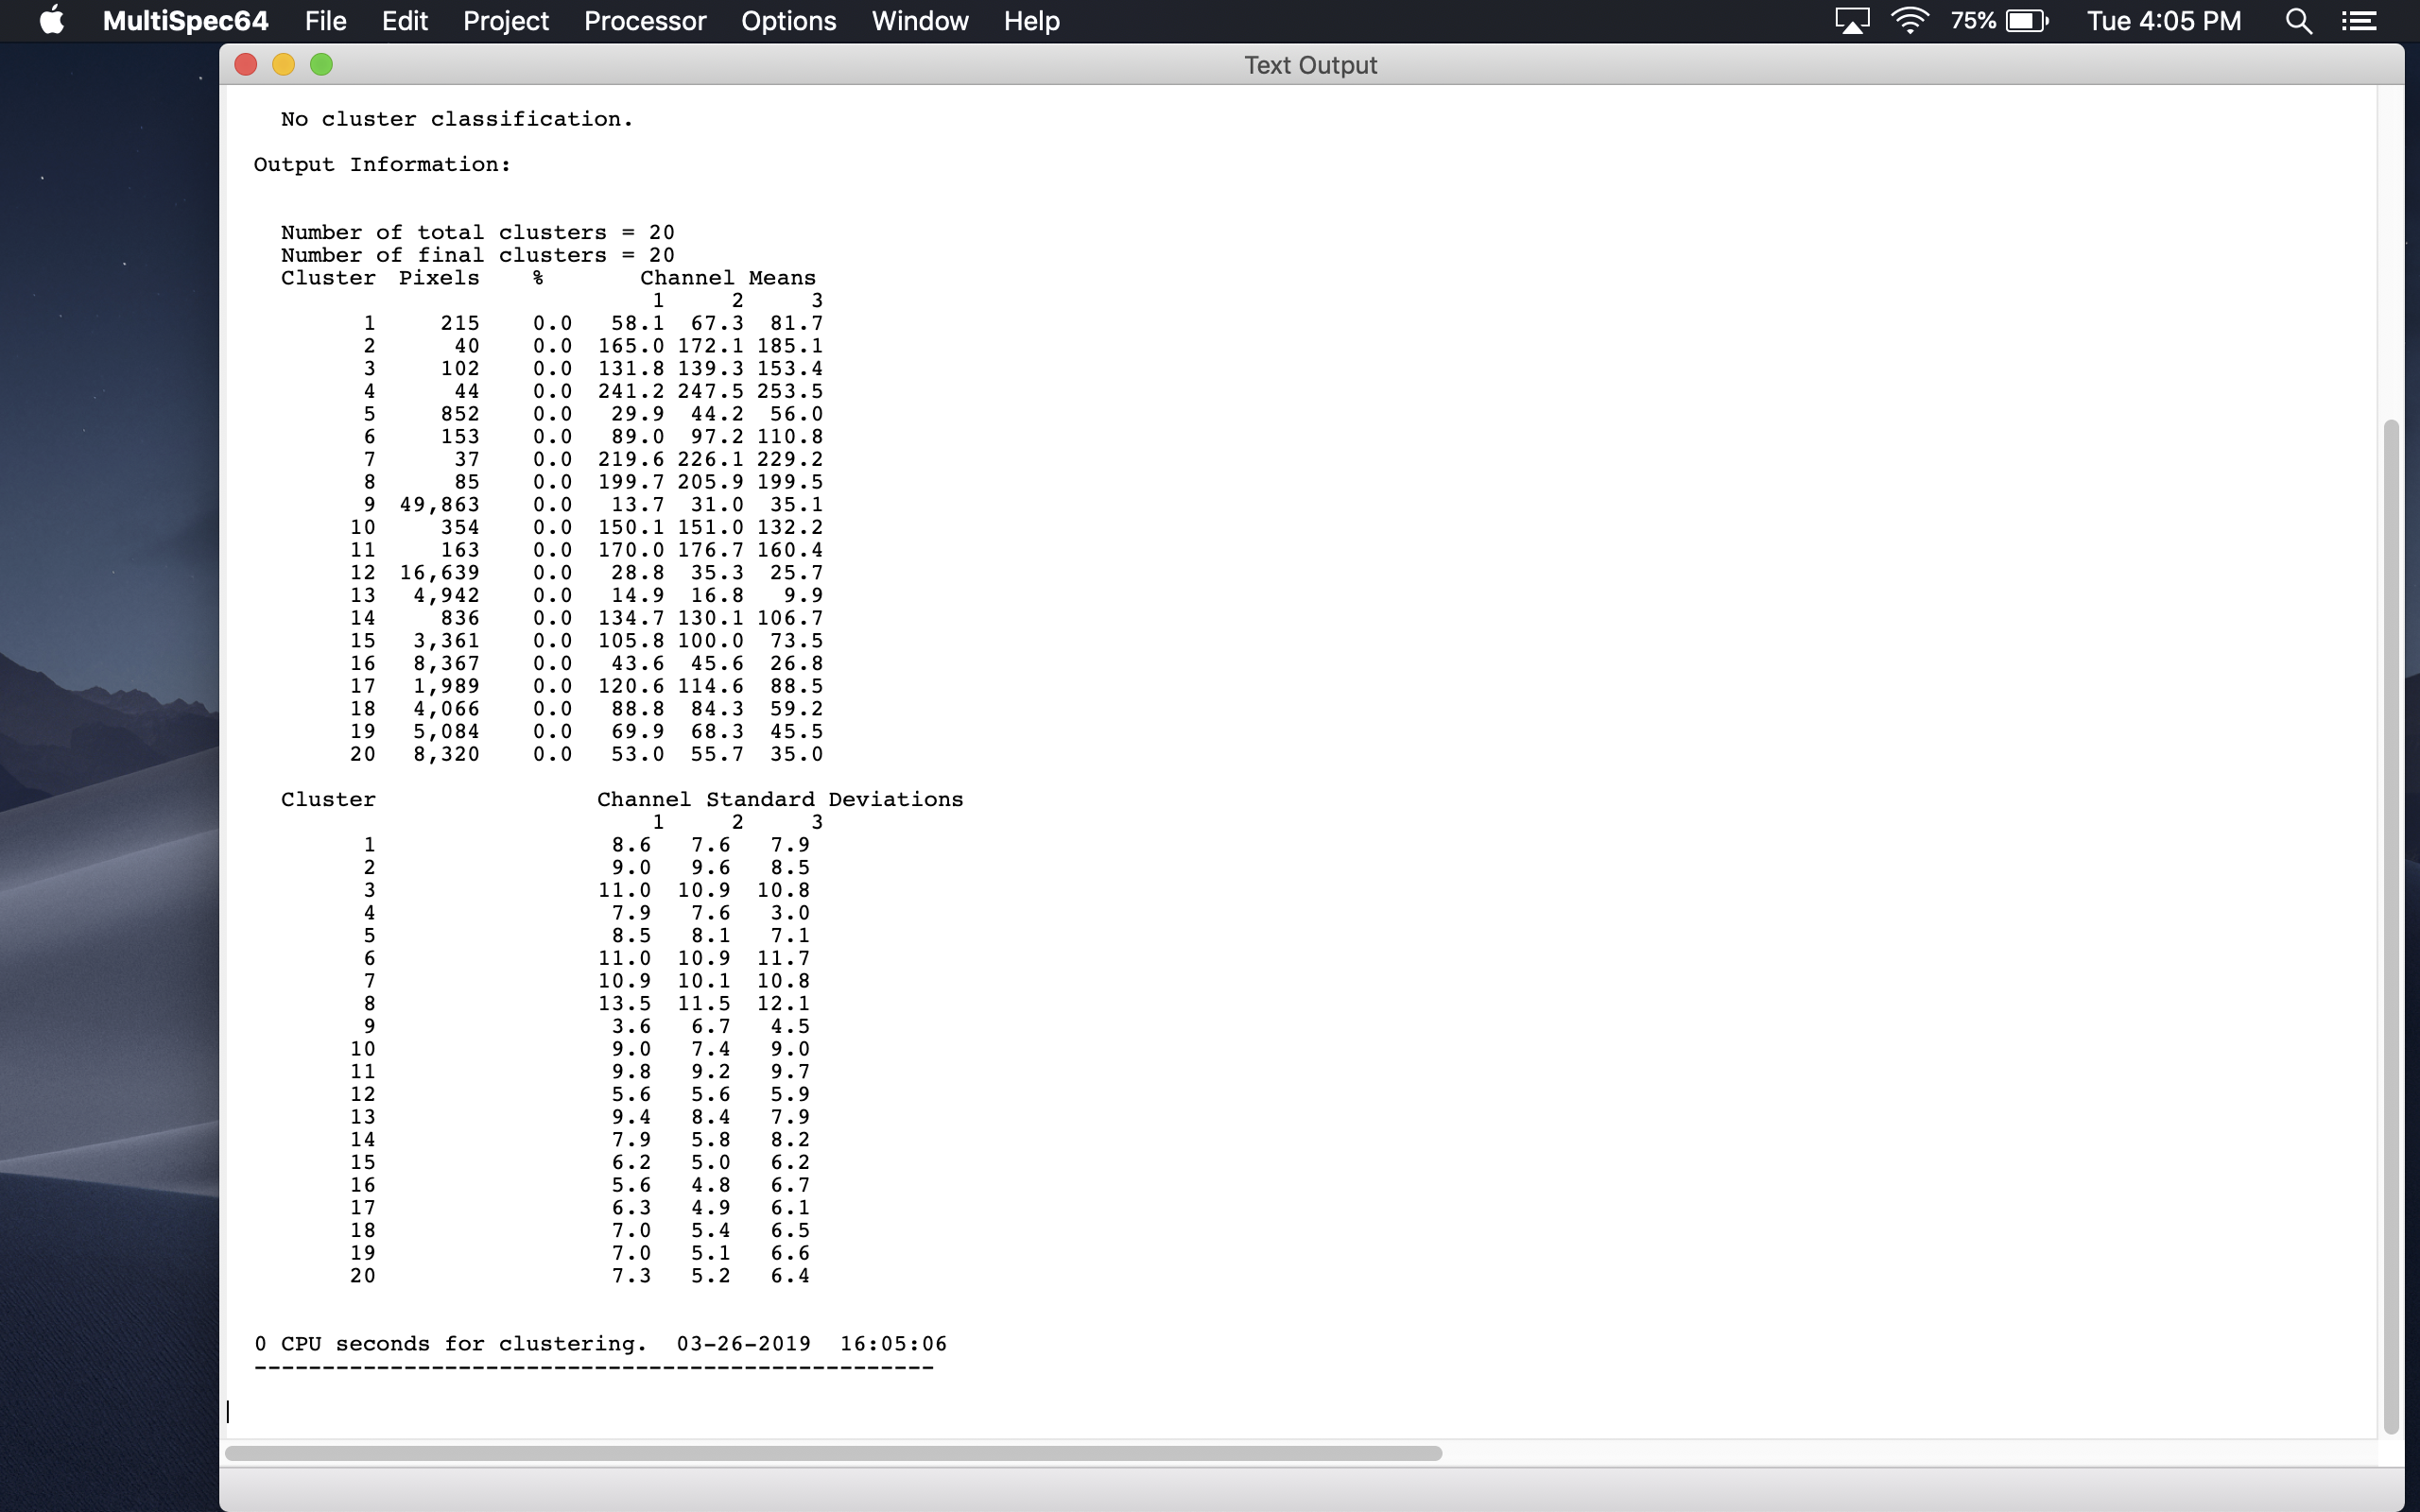 MultiSpec64 File Edit Project Processor Options Window Help 75% Tue 4:05 PM
Text Output
No cluster classification.
Output Information:
Number of total clusters = 20
Number of final clusters = 20
Cluster Pixels % Channel Means
1 2 3
1 215 0.0 58.1 67.3 81.7
2 40 0.0 165.0 172.1 185.1
3 102 0.0 131.8 139.3 153.4
4 44 0.0 241.2 247.5 253.5
5 852 0.0 29.9 44.2 56.0
6 153 0.0 89.0 97.2 110.8
7 37 0.0 219.6 226.1 229.2
8 85 0.0 199.7 205.9 199.5
9 49,863 0.0 13.7 31.0 35.1
10 354 0.0 150.1 151.0 132.2
11 163 0.0 170.0 176.7 160.4
12 16,639 0.0 28.8 35.3 25.7
13 4,942 0.0 14.9 16.8 9.9
14 836 0.0 134.7 130.1 106.7
15 3,361 0.0 105.8 100.0 73.5
16 8,367 0.0 43.6 45.6 26.8
17 1,989 0.0 120.6 114.6 88.5
18 4,066 0.0 88.8 84.3 59.2
19 5,084 0.0 69.9 68.3 45.5
20 8,320 0.0 53.0 55.7 35.0
Cluster Channel Standard Deviations
1 2 3
1 8.6 7.6 7.9
2 9.0 9.6 8.5
3 11.0 10.9 10.8
4 7.9 7.6 3.0
5 8.5 8.1 7.1
6 11.0 10.9 11.7
7 10.9 10.1 10.8
8 13.5 11.5 12.1
9 3.6 6.7 4.5
10 9.0 7.4 9.0
11 9.8 9.2 9.7
12 5.6 5.6 5.9
13 9.4 8.4 7.9
14 7.9 5.8 8.2
15 6.2 5.0 6.2
16 5.6 4.8 6.7
17 6.3 4.9 6.1
18 7.0 5.4 6.5
19 7.0 5.1 6.6
20 7.3 5.2 6.4
0 CPU seconds for clustering. 03-26-2019 16:05:06
--------------------------------------------------